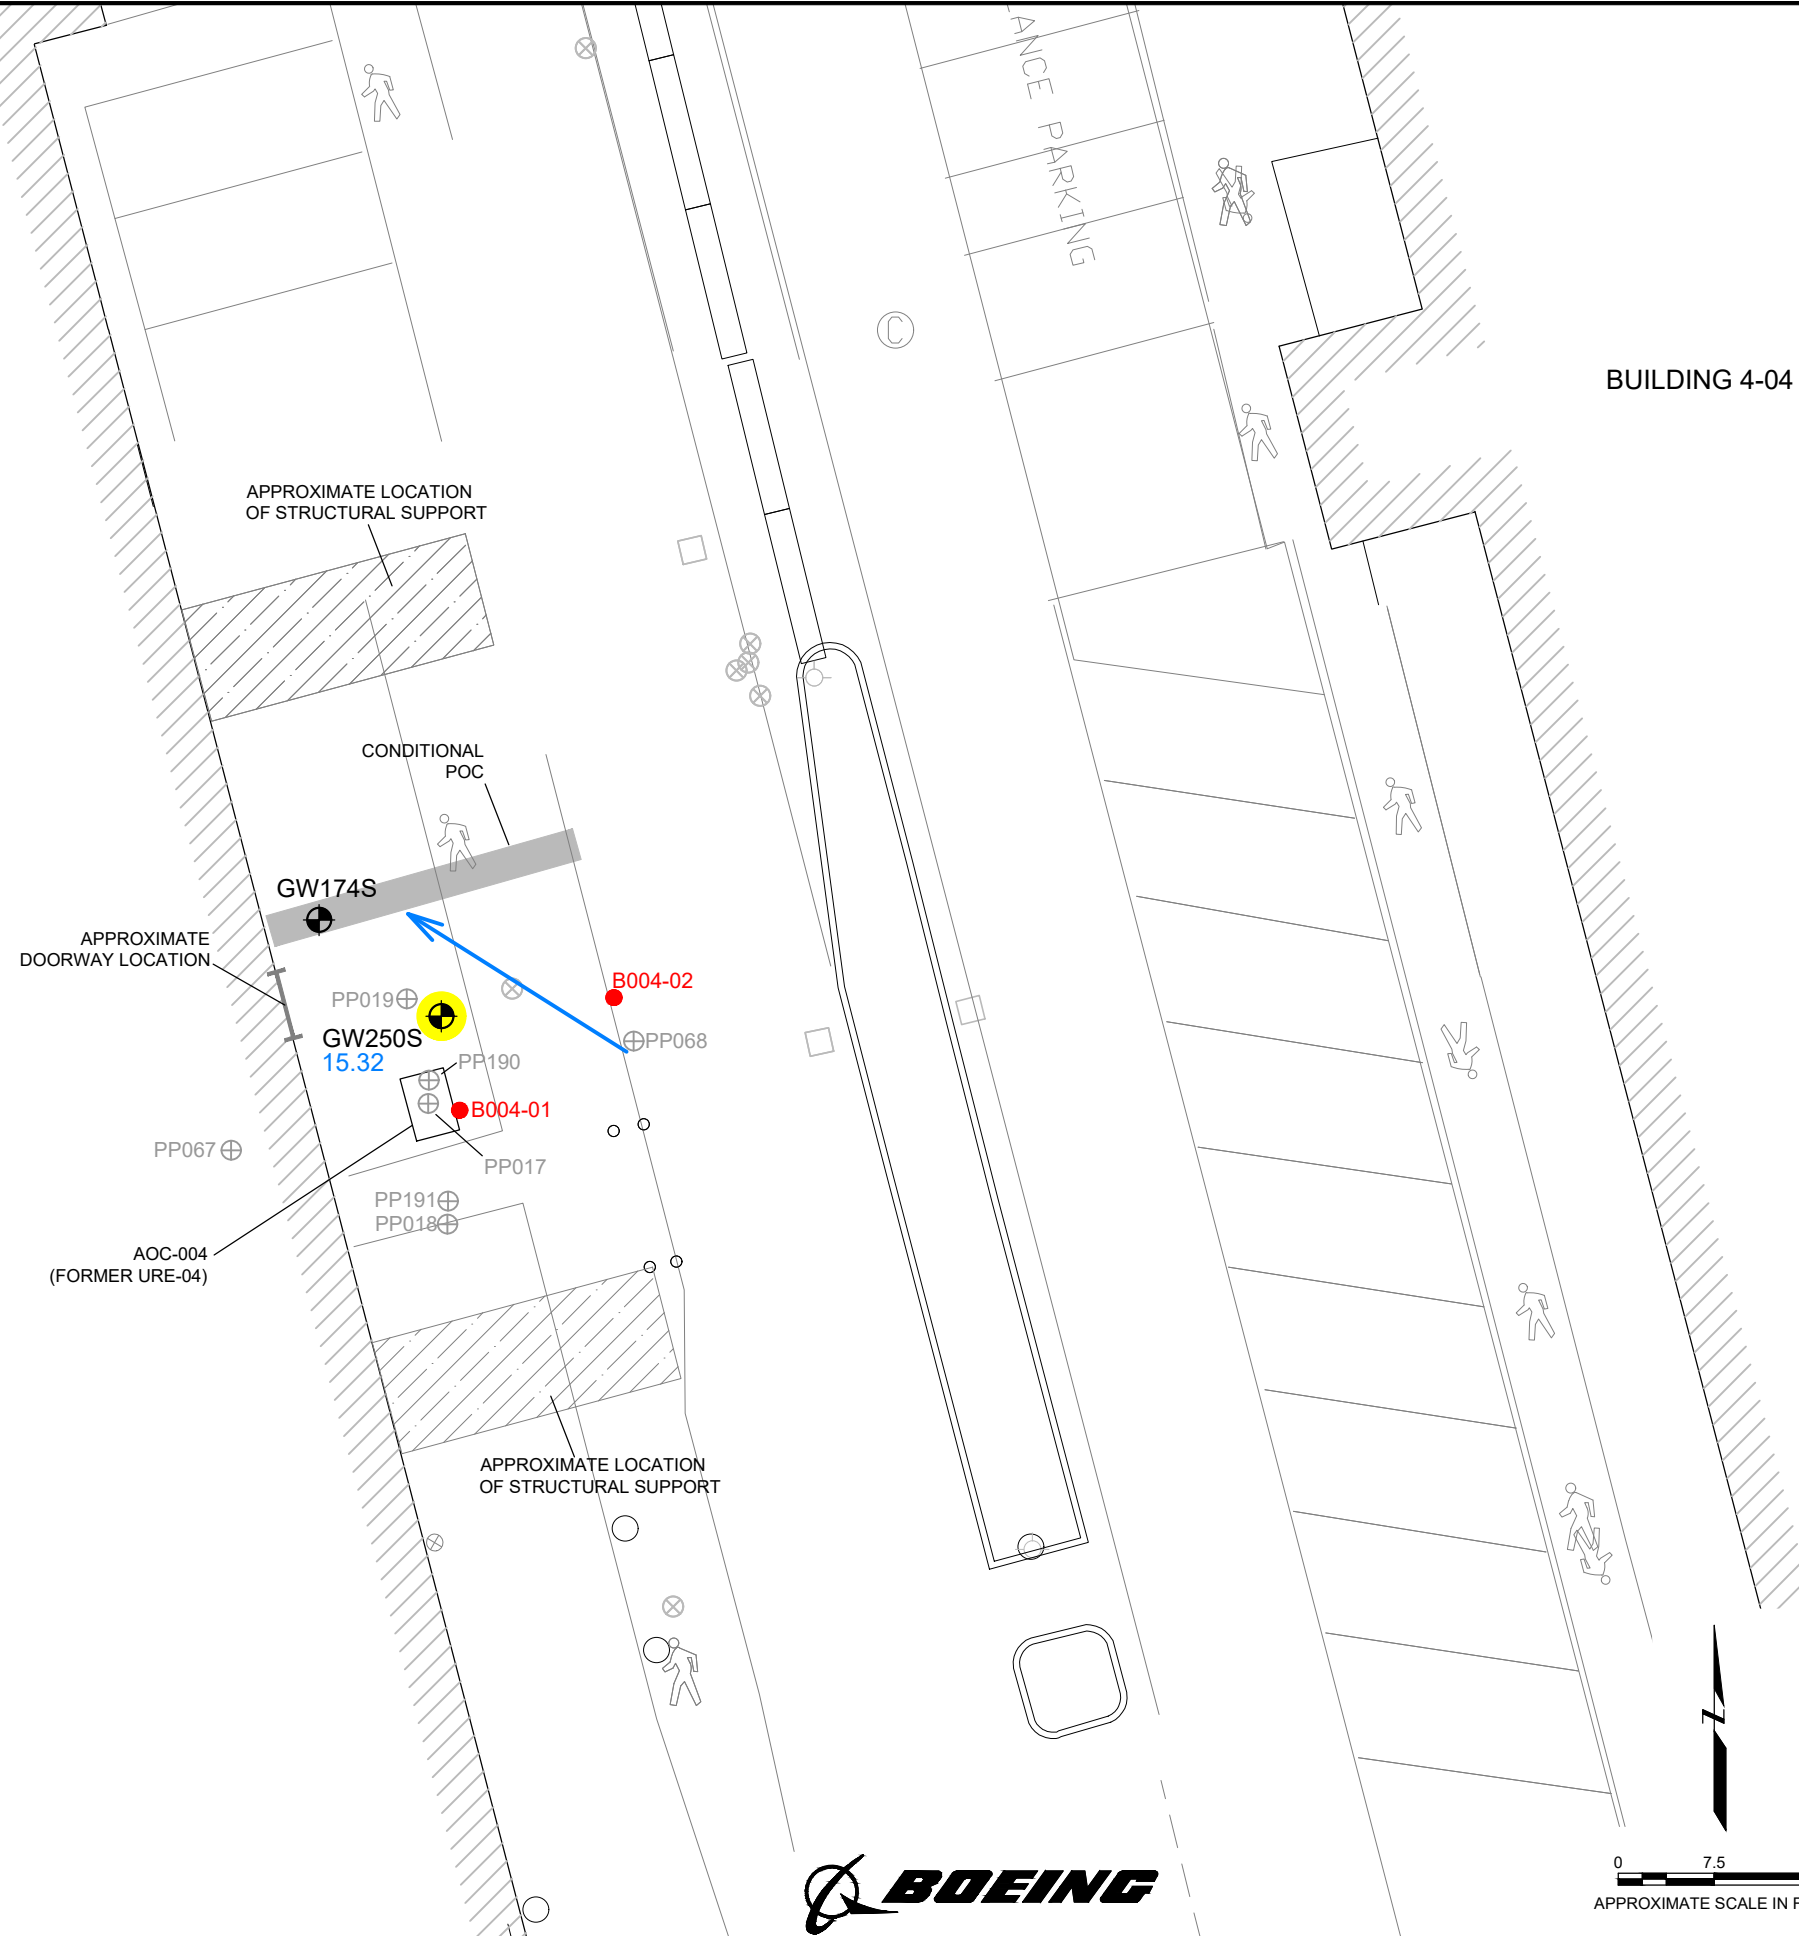 ANCE PARKING
C
BUILDING 4-04
APPROXIMATE LOCATION
OF STRUCTURAL SUPPORT
CONDITIONAL
POC
GW174S
APPROXIMATE
DOORWAY LOCATION
B004-02
PP019
GW250S
15.32
PP068
PP190
B004-01
PP067
PP017
PP191
PP018
AOC-004
(FORMER URE-04)
APPROXIMATE LOCATION
OF STRUCTURAL SUPPORT
Z
BOEING
0 7.5
APPROXIMATE SCALE IN F